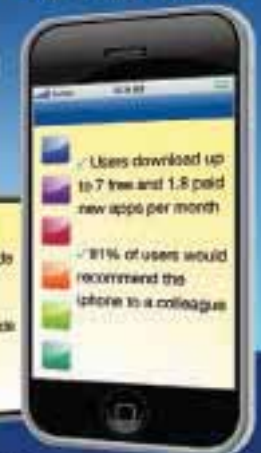 ✓ Users download up
to 7 free and 1.8 paid
new apps per month
✓ 91% of users would
recommend the
iphone to a colleague